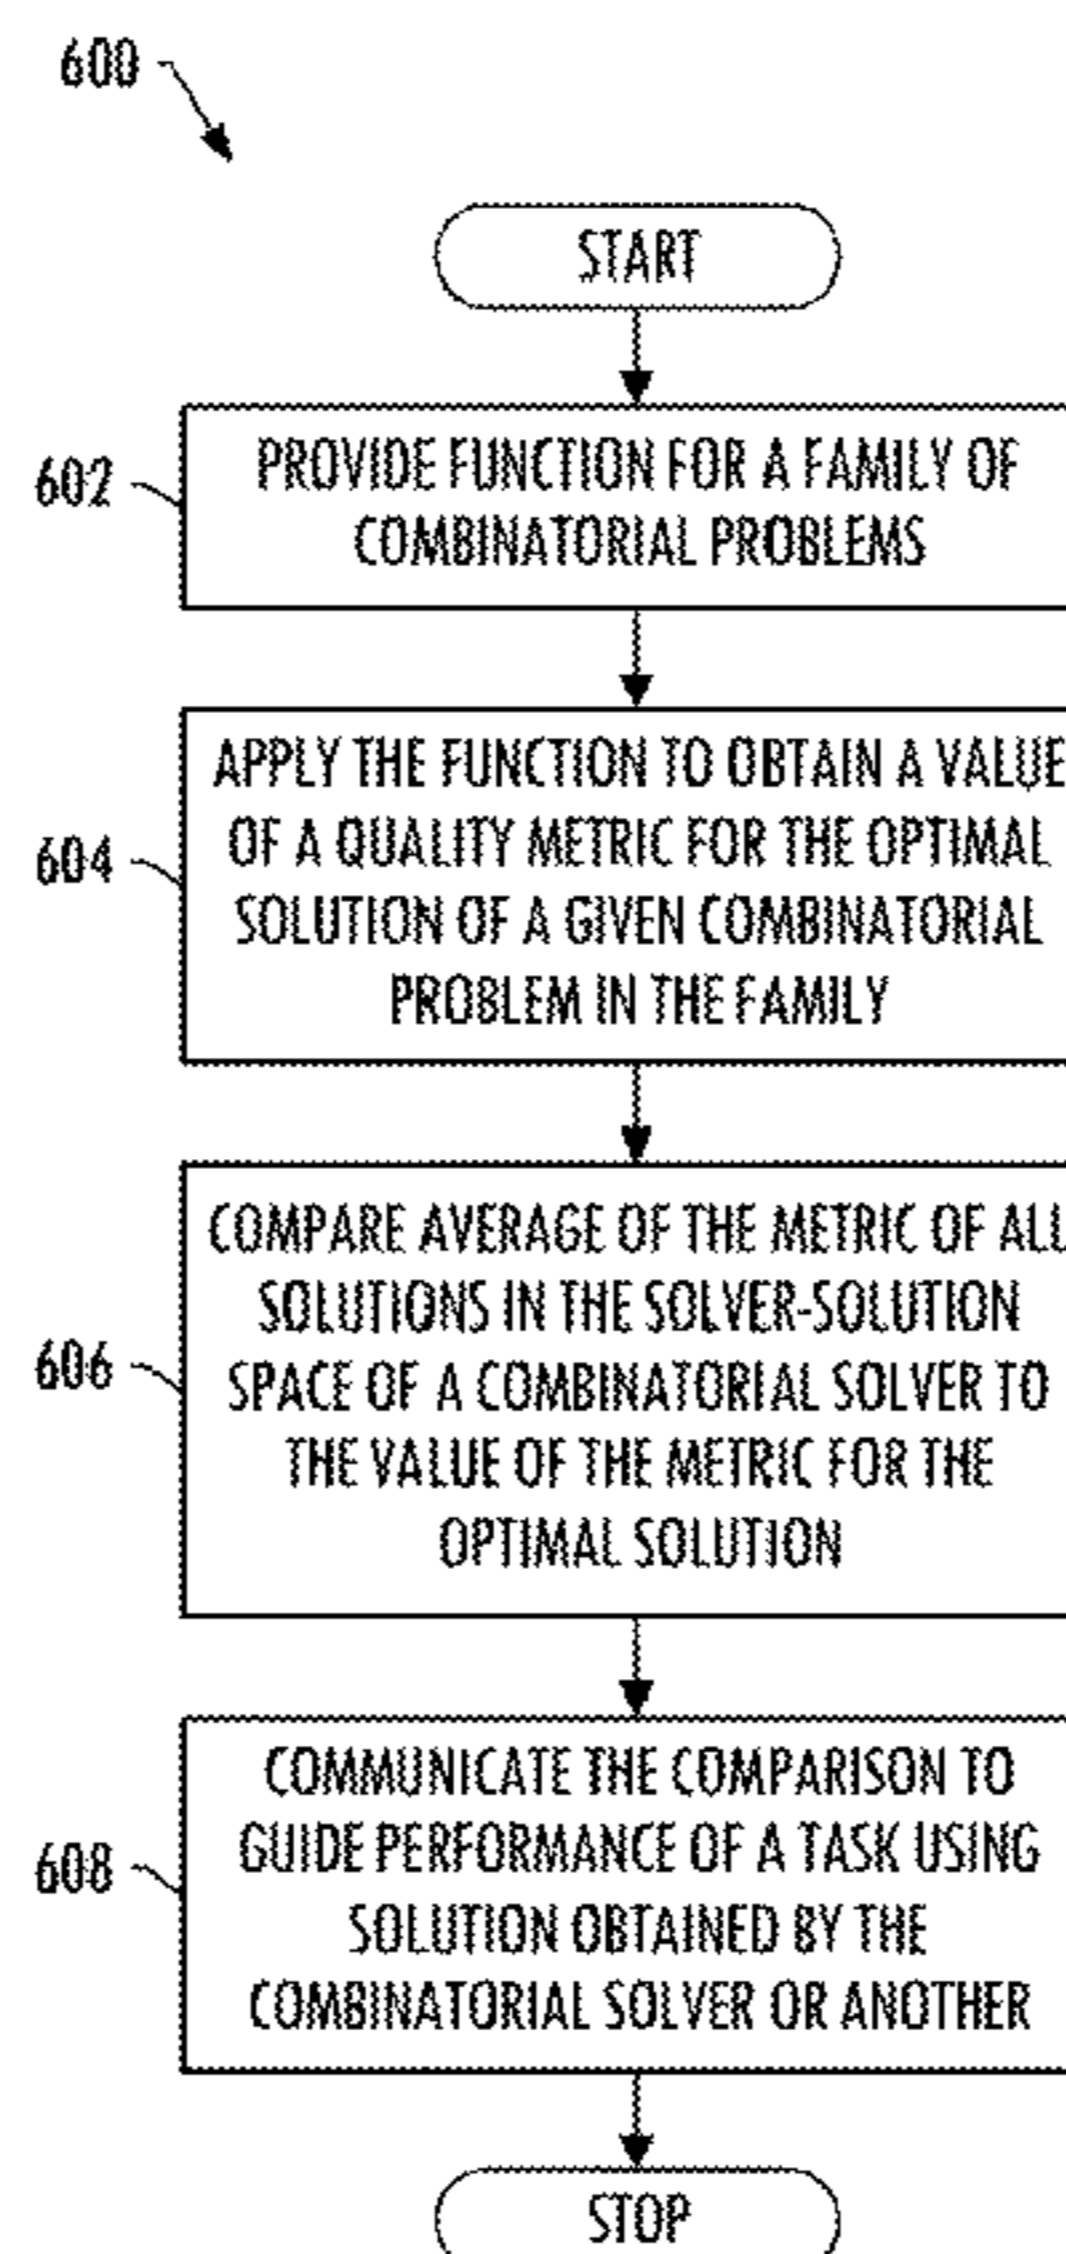 600
START
602
PROVIDE FUNCTION FOR A FAMILY OF
COMBINATORIAL PROBLEMS
604
APPLY THE FUNCTION TO OBTAIN A VALUE
OF A QUALITY METRIC FOR THE OPTIMAL
SOLUTION OF A GIVEN COMBINATORIAL
PROBLEM IN THE FAMILY
606
COMPARE AVERAGE OF THE METRIC OF ALL
SOLUTIONS IN THE SOLVER-SOLUTION
SPACE OF A COMBINATORIAL SOLVER TO
THE VALUE OF THE METRIC FOR THE
OPTIMAL SOLUTION
608
COMMUNICATE THE COMPARISON TO
GUIDE PERFORMANCE OF A TASK USING
SOLUTION OBTAINED BY THE
COMBINATORIAL SOLVER OR ANOTHER
STOP